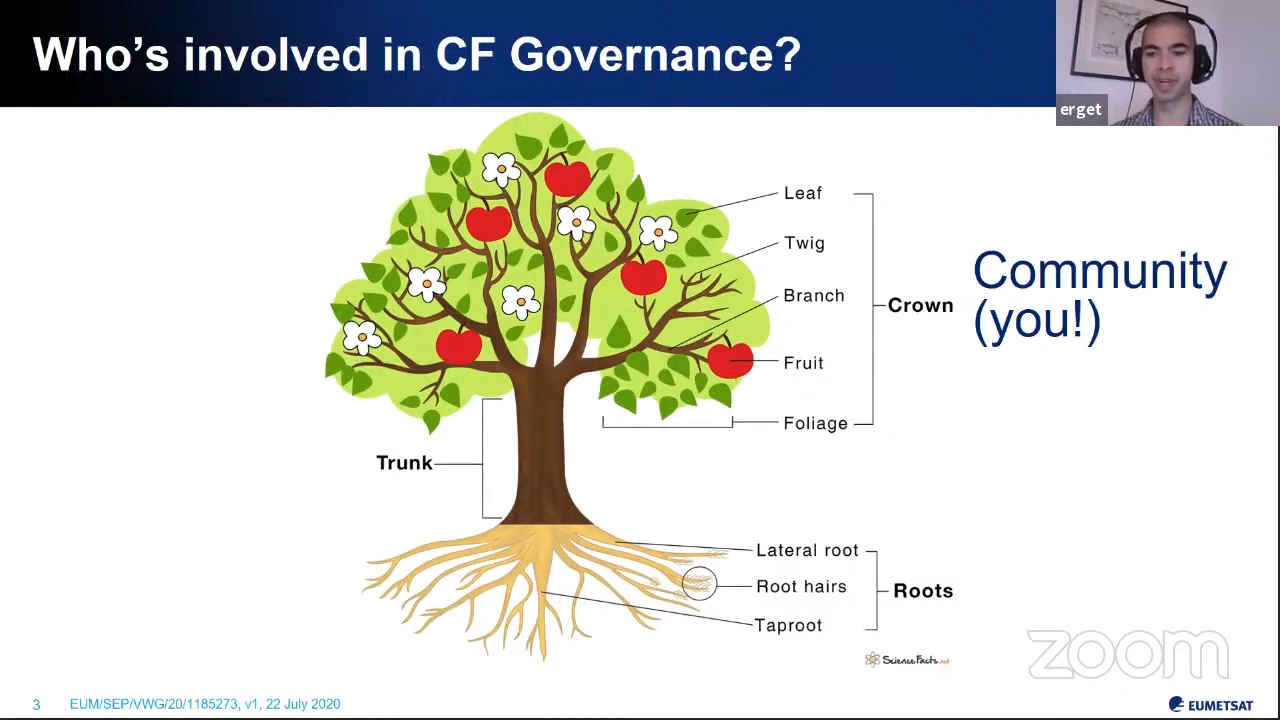 Who's involved in CF Governance?
erget
Leaf
Twig
Branch
Crown
Fruit
Foliage
Community
(you!)
Trunk
Lateral root
Root hairs
Roots
Taproot
ScienceFacts.net
zoom
3
EUM/SEP/VWG/20/1185273, v1, 22 July 2020
EUMETSAT